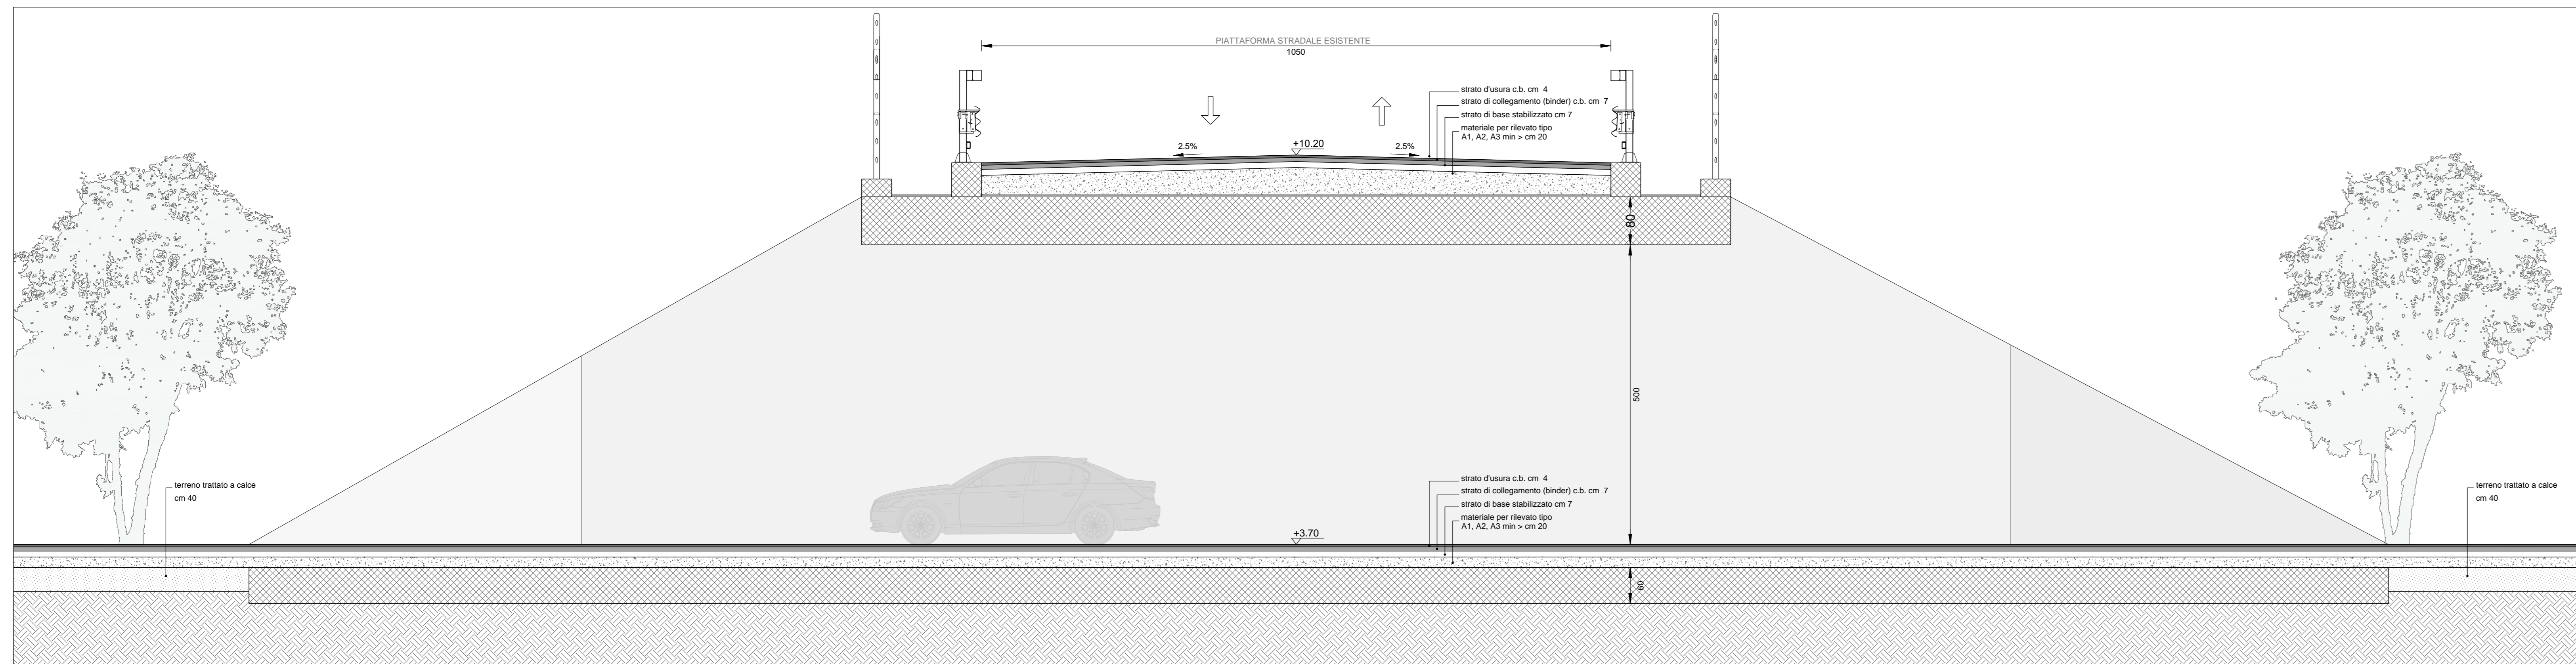 PIATTAFORMA STRADALE ESISTENTE
1050
strato d'usura c.b. cm  4
strato di collegamento (binder) c.b. cm  7
strato di base stabilizzato cm 7
materiale per rilevato tipo
A1, A2, A3 min > cm 20
2.5%
+10.20
2.5%
80
500
strato d'usura c.b. cm  4
strato di collegamento (binder) c.b. cm  7
strato di base stabilizzato cm 7
materiale per rilevato tipo
A1, A2, A3 min > cm 20
terreno trattato a calce
cm 40
terreno trattato a calce
cm 40
+3.70
60